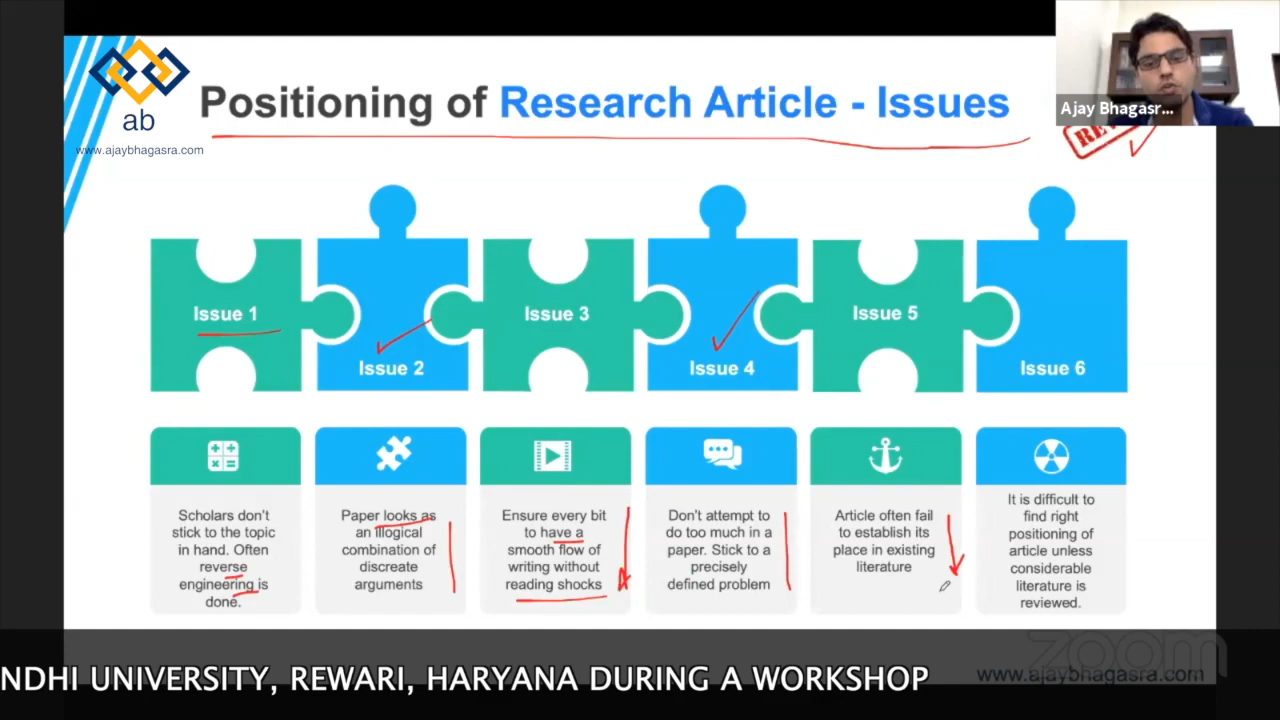 ab
www.ajaybhagasra.com
Positioning of Research Article - Issues
Ajay Bhagasr...
Issue 1
Issue 2
Issue 3
Issue 4
Issue 5
Issue 6
Scholars don't
stick to the topic
in hand. Often
reverse
engineering is
done.
Paper looks as
an illogical
combination of
discreate
arguments
Ensure every bit
to have a
smooth flow of
writing without
reading shocks
Don't attempt to
do too much in a
paper. Stick to a
precisely
defined problem
Article often fail
to establish its
place in existing
literature
It is difficult to
find right
positioning of
article unless
considerable
literature is
reviewed.
zoom
www.ajaybhagasra.com
NDHI UNIVERSITY, REWARI, HARYANA DURING A WORKSHOP